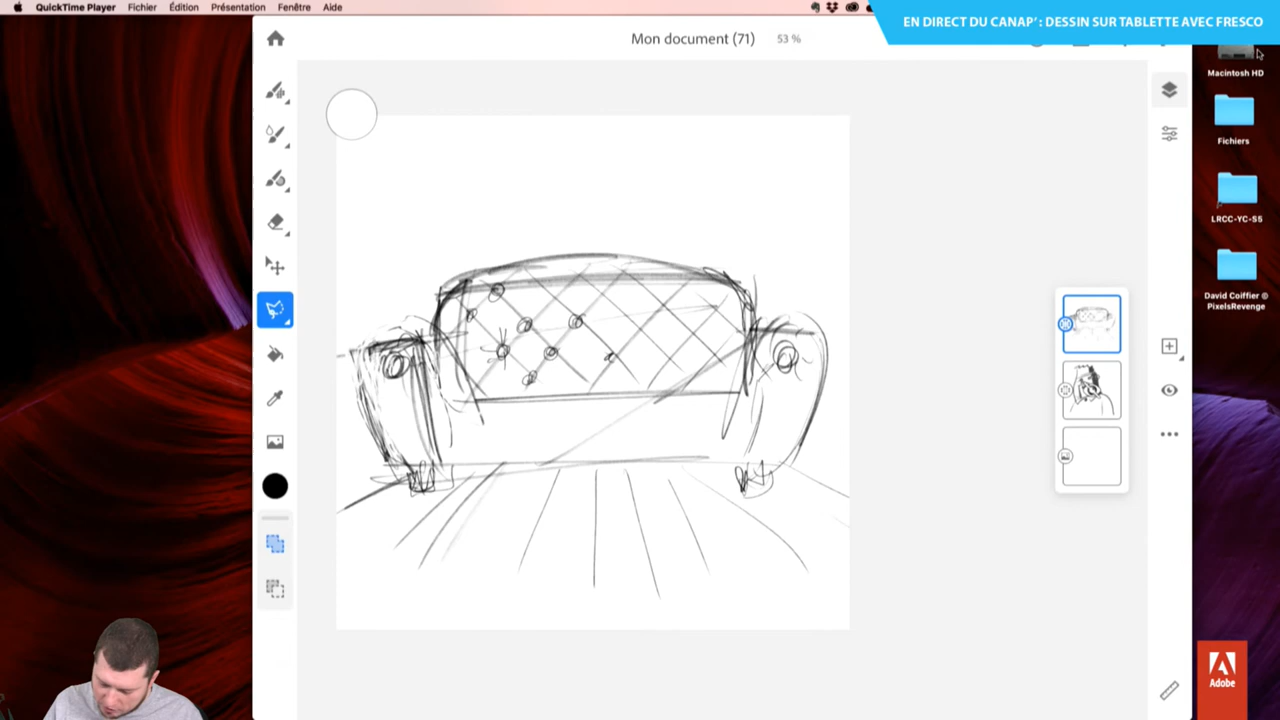 QuickTime Player Fichier Édition Présentation Fenêtre Aide
EN DIRECT DU CANAP' : DESSIN SUR TABLETTE AVEC FRESCO
Mon document (71) 53 %
Macintosh HD
Fichiers
LRCC-YC-S5
David Coiffier ©
PixelsRevenge
Adobe